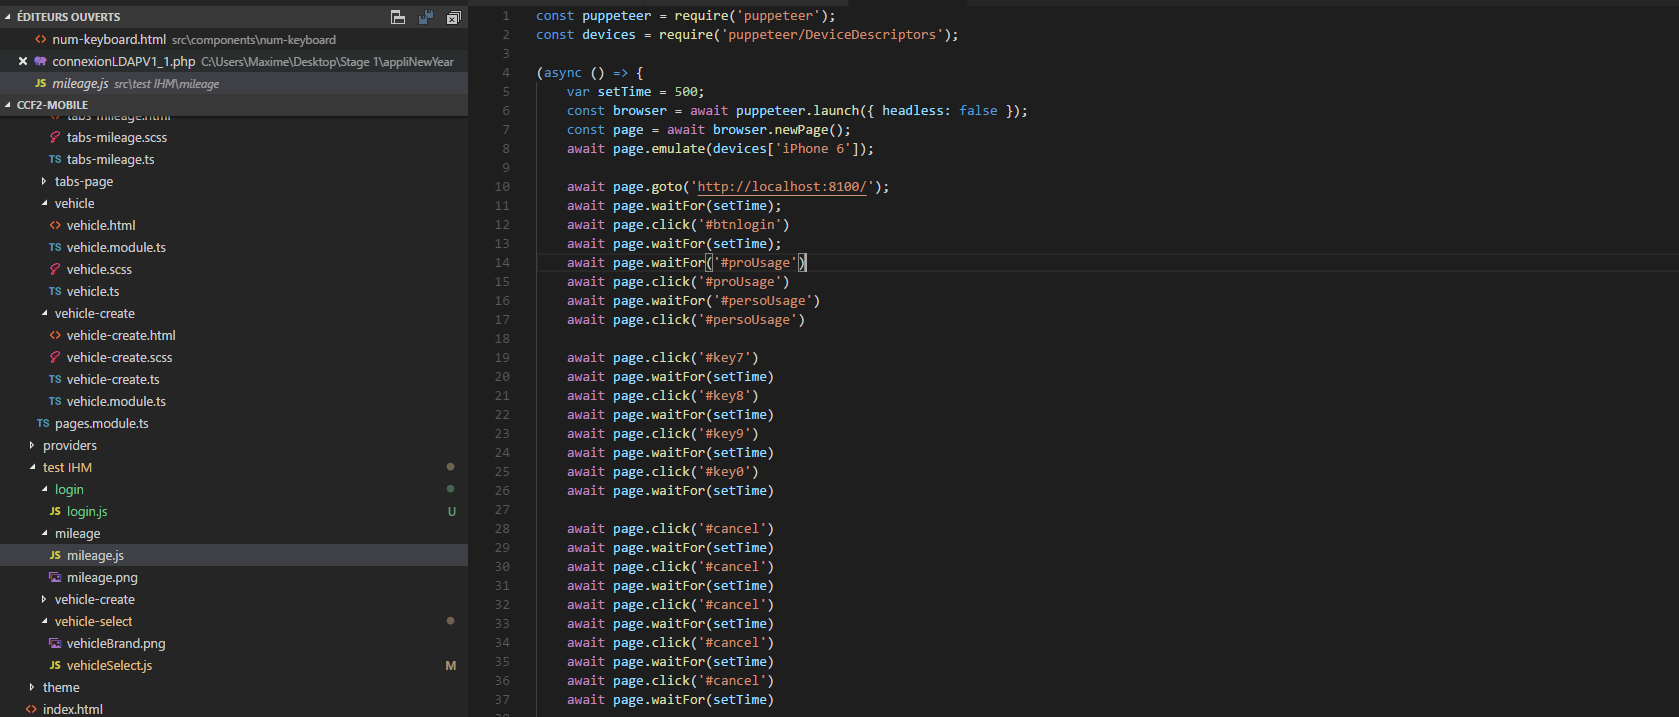 ÉDITEURS OUVERTS
num-keyboard.html src\components\num-keyboard
connexionLDAPV1_1.php C:\Users\Maxime\Desktop\Stage 1\appliNewYear
JS mileage.js src\test IHM\mileage
CCF2-MOBILE
tabs-mileage.html
tabs-mileage.scss
TS tabs-mileage.ts
tabs-page
vehicle
<> vehicle.html
TS vehicle.module.ts
vehicle.scss
TS vehicle.ts
vehicle-create
<> vehicle-create.html
vehicle-create.scss
TS vehicle-create.ts
TS vehicle.module.ts
TS pages.module.ts
providers
test IHM
login
JS login.js U
mileage
JS mileage.js
mileage.png
vehicle-create
vehicle-select
vehicleBrand.png
JS vehicleSelect.js M
theme
<> index.html
1 const puppeteer = require('puppeteer');
2 const devices = require('puppeteer/DeviceDescriptors');
3
4 (async () => {
5 var setTime = 500;
6 const browser = await puppeteer.launch({ headless: false });
7 const page = await browser.newPage();
8 await page.emulate(devices['iPhone 6']);
9
10 await page.goto('http://localhost:8100/');
11 await page.waitFor(setTime);
12 await page.click('#btnlogin')
13 await page.waitFor(setTime);
14 await page.waitFor('#proUsage')
15 await page.click('#proUsage')
16 await page.waitFor('#persoUsage')
17 await page.click('#persoUsage')
18
19 await page.click('#key7')
20 await page.waitFor(setTime)
21 await page.click('#key8')
22 await page.waitFor(setTime)
23 await page.click('#key9')
24 await page.waitFor(setTime)
25 await page.click('#key0')
26 await page.waitFor(setTime)
27
28 await page.click('#cancel')
29 await page.waitFor(setTime)
30 await page.click('#cancel')
31 await page.waitFor(setTime)
32 await page.click('#cancel')
33 await page.waitFor(setTime)
34 await page.click('#cancel')
35 await page.waitFor(setTime)
36 await page.click('#cancel')
37 await page.waitFor(setTime)